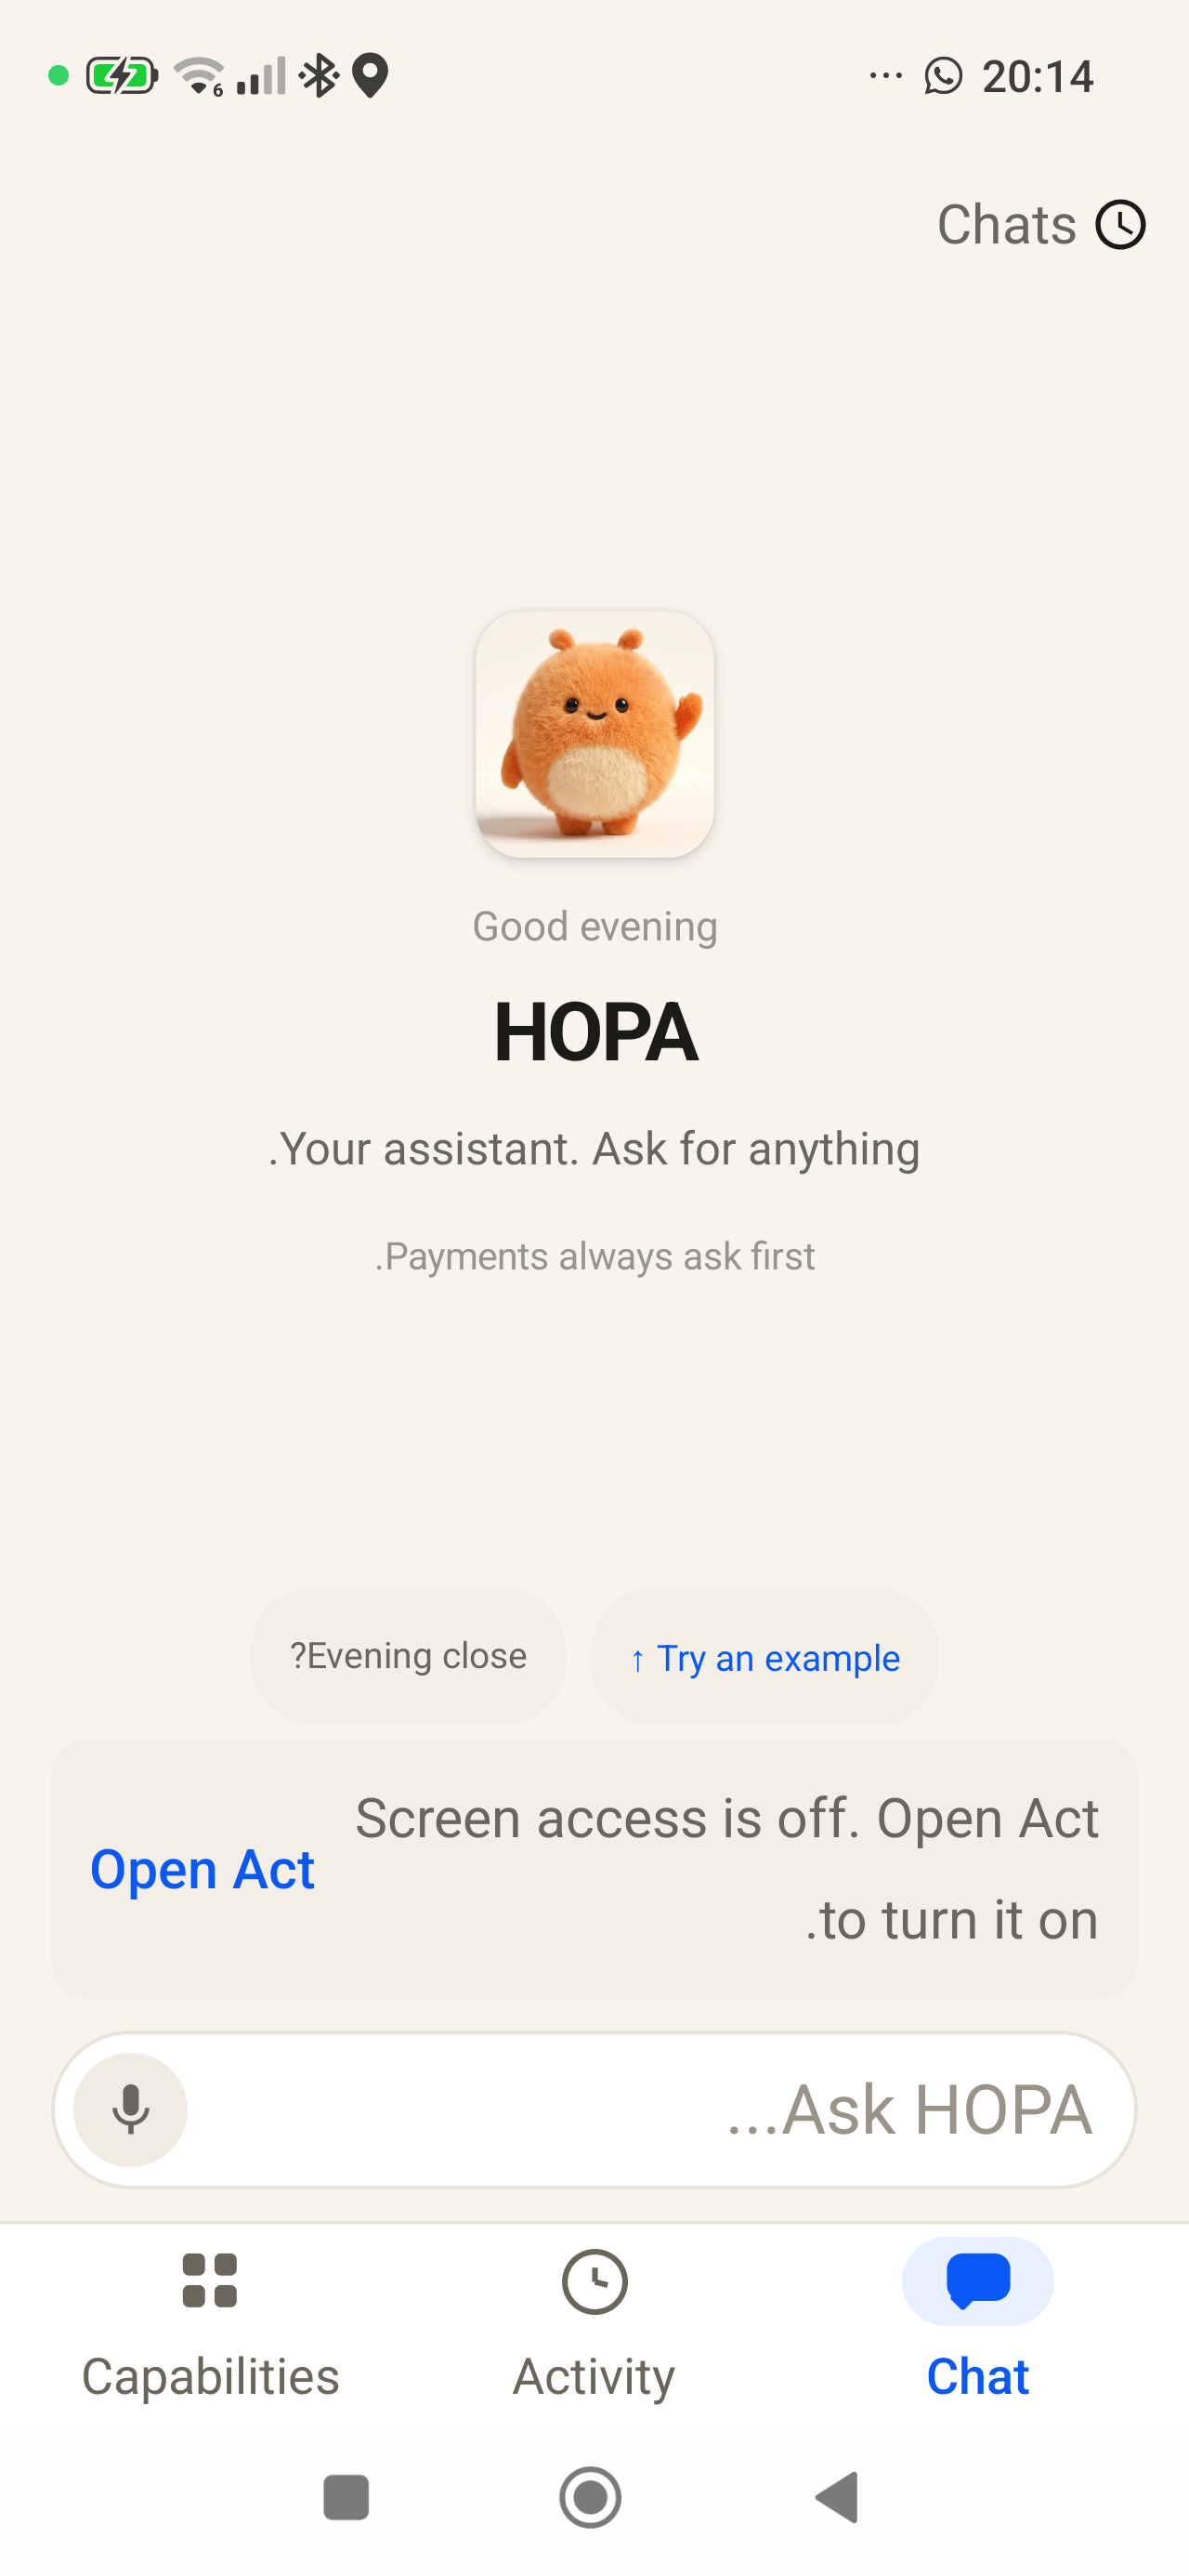 20:14 ...
6
Chats
Good evening
HOPA
.Your assistant. Ask for anything
.Payments always ask first
↑ Try an example
?Evening close
Screen access is off. Open Act
.to turn it on
Open Act
...Ask HOPA
Chat
Activity
Capabilities